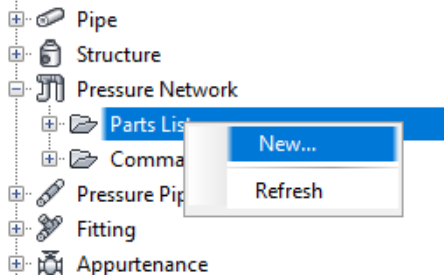 Pipe
Structure
Pressure Network
Parts Lis
New...
Comma
Refresh
Pressure Pip
Fitting
Appurtenance